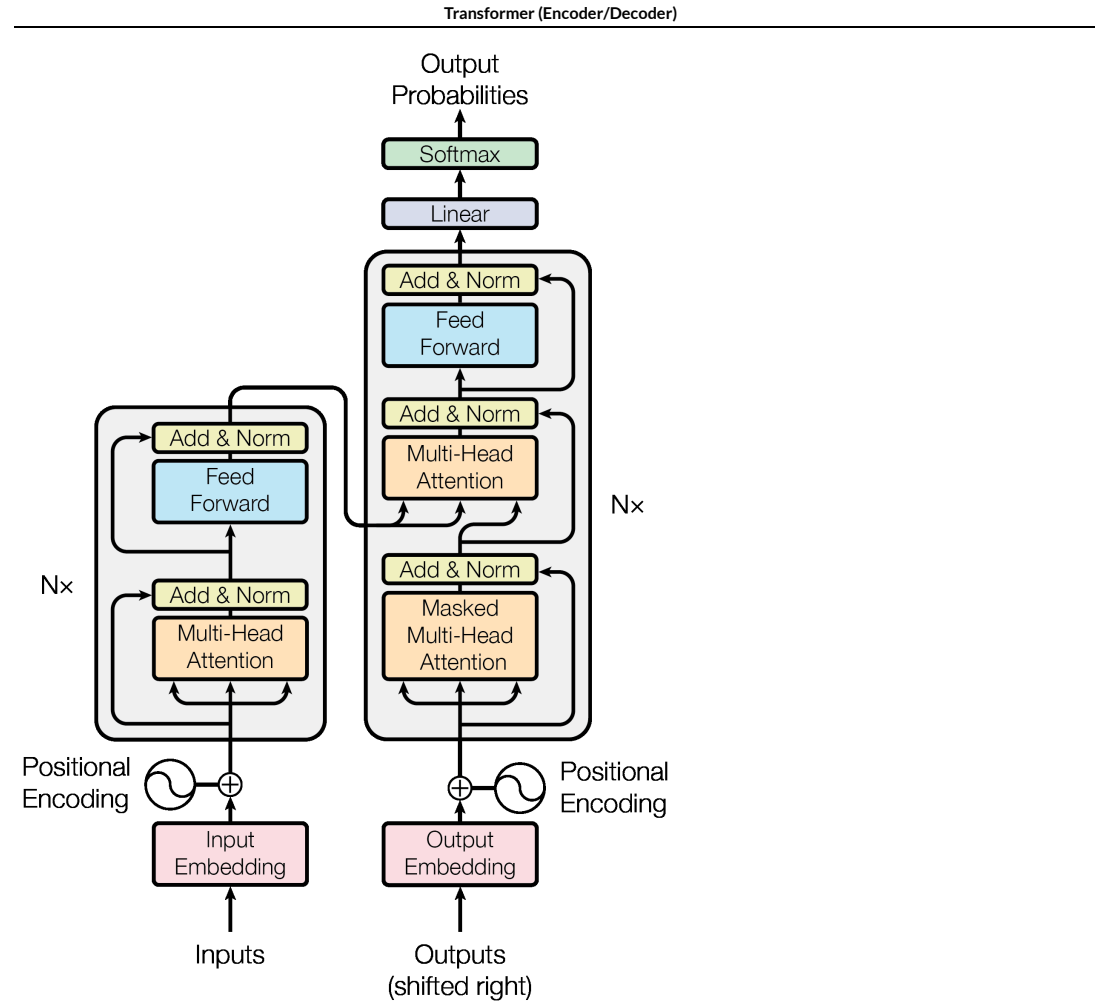 Transformer (Encoder/Decoder)
Output
Probabilities
Softmax
Linear
Add & Norm
Feed
Forward
Add & Norm
Multi-Head
Attention
N×
Add & Norm
Masked
Multi-Head
Attention
Add & Norm
Feed
Forward
N×
Add & Norm
Multi-Head
Attention
Positional
Encoding
Positional
Encoding
Input
Embedding
Output
Embedding
Inputs
Outputs
(shifted right)